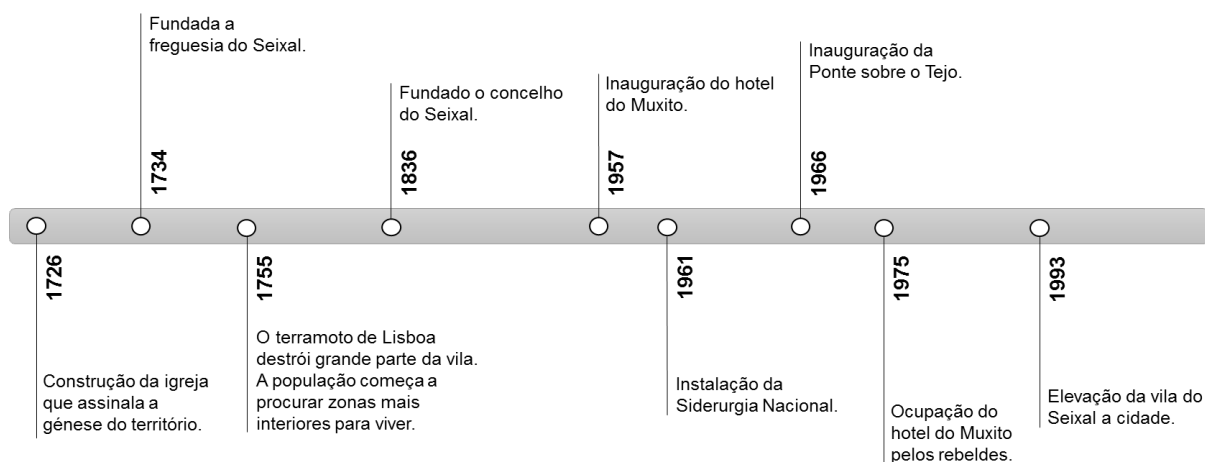 1726
Construção da igreja
que assinala a
génese do território.
Fundada a
freguesia do Seixal.
1734
1755
O terramoto de Lisboa
destrói grande parte da vila.
A população começa a
procurar zonas mais
interiores para viver.
Fundado o concelho
do Seixal.
1836
Inauguração do hotel
do Muxito.
1957
1961
Instalação da
Siderurgia Nacional.
Inauguração da
Ponte sobre o Tejo.
1966
1975
Ocupação do
hotel do Muxito
pelos rebeldes.
1993
Elevação da vila do
Seixal a cidade.